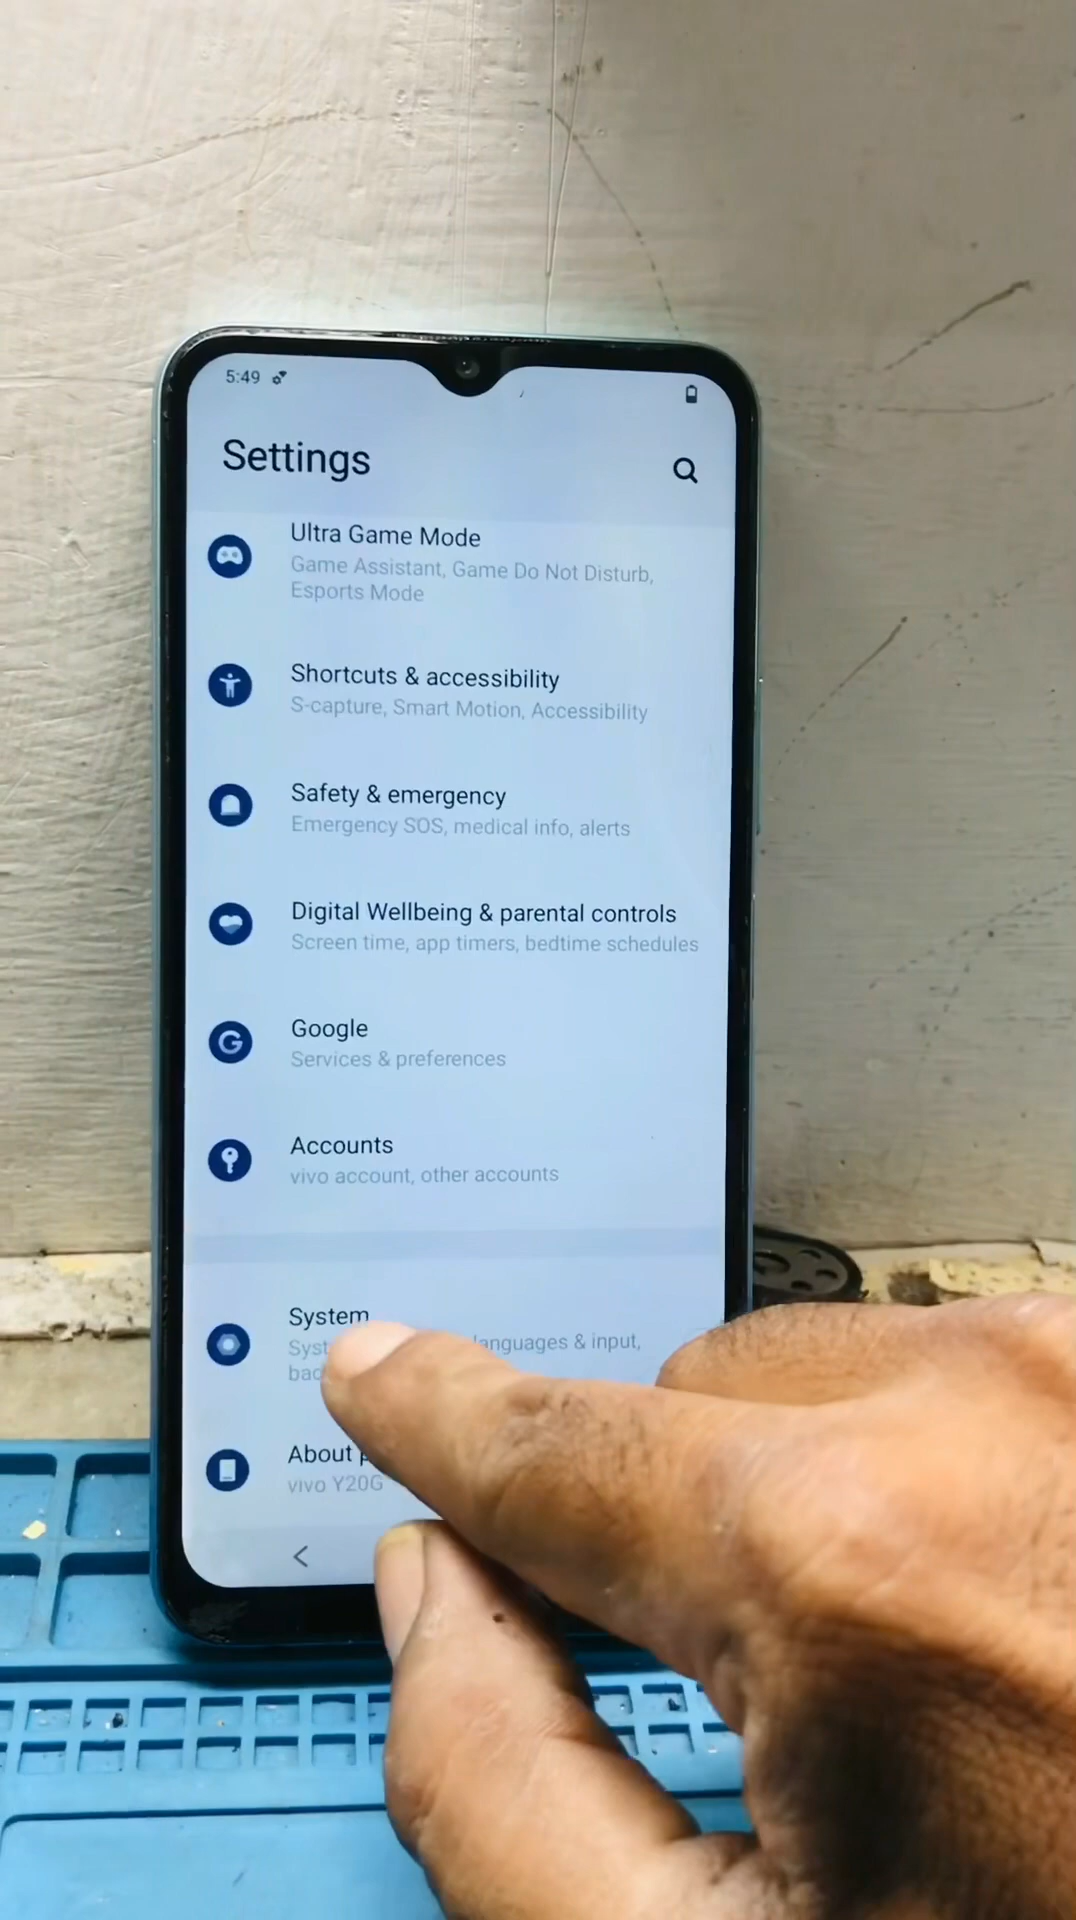 5:49
Settings
Ultra Game Mode
Game Assistant, Game Do Not Disturb,
Esports Mode
Shortcuts & accessibility
S-capture, Smart Motion, Accessibility
Safety & emergency
Emergency SOS, medical info, alerts
Digital Wellbeing & parental controls
Screen time, app timers, bedtime schedules
Google
Services & preferences
Accounts
vivo account, other accounts
System
languages & input,
About
vivo Y20G